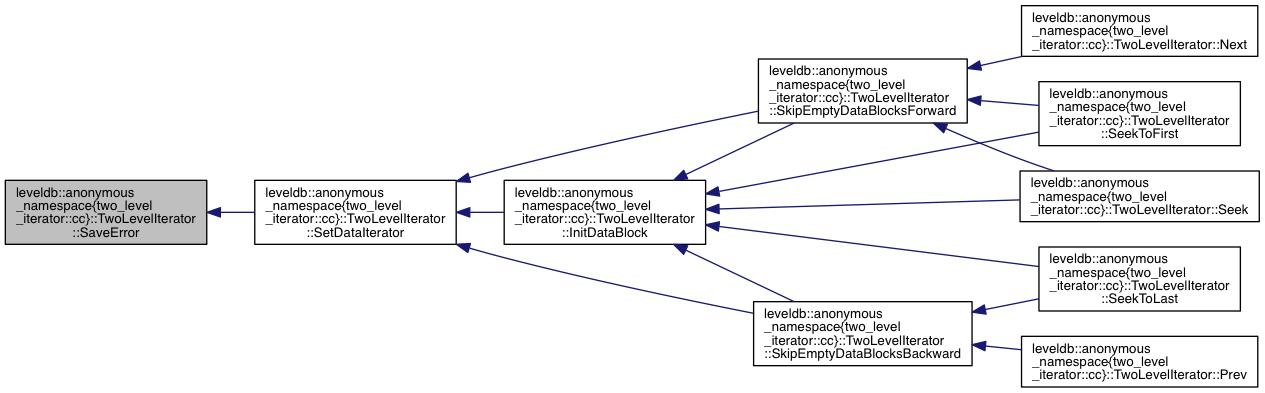 leveldb::anonymous
_namespace{two_level
_iterator::cc}::TwoLevelIterator
::SaveError
leveldb::anonymous
_namespace{two_level
_iterator::cc}::TwoLevelIterator
::SetDataIterator
leveldb::anonymous
_namespace{two_level
_iterator::cc}::TwoLevelIterator
::InitDataBlock
leveldb::anonymous
_namespace{two_level
_iterator::cc}::TwoLevelIterator
::SkipEmptyDataBlocksForward
leveldb::anonymous
_namespace{two_level
_iterator::cc}::TwoLevelIterator
::SkipEmptyDataBlocksBackward
leveldb::anonymous
_namespace{two_level
_iterator::cc}::TwoLevelIterator::Next
leveldb::anonymous
_namespace{two_level
_iterator::cc}::TwoLevelIterator
::SeekToFirst
leveldb::anonymous
_namespace{two_level
_iterator::cc}::TwoLevelIterator::Seek
leveldb::anonymous
_namespace{two_level
_iterator::cc}::TwoLevelIterator
::SeekToLast
leveldb::anonymous
_namespace{two_level
_iterator::cc}::TwoLevelIterator::Prev